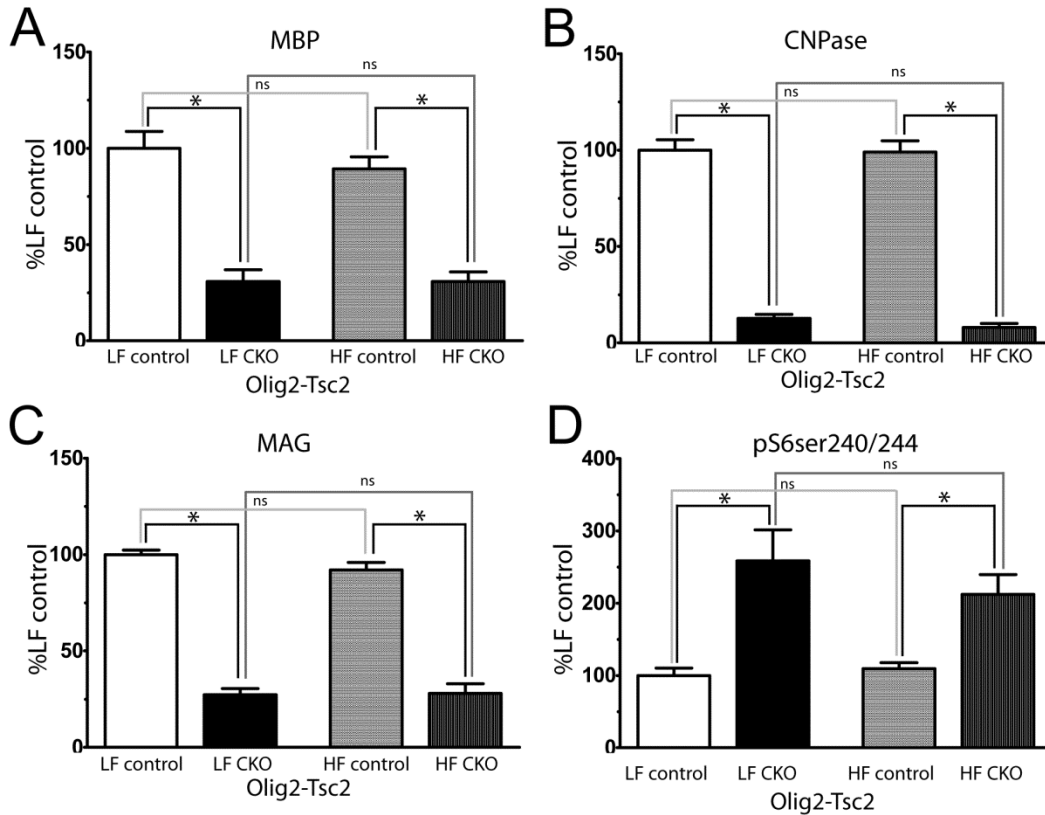 A
MBP
%LF control
150
100
50
0
ns
ns
*
*
LF control LF CKO HF control HF CKO
Olig2-Tsc2
B
CNPase
%LF control
150
100
50
0
ns
ns
*
*
LF control LF CKO HF control HF CKO
Olig2-Tsc2
C
MAG
%LF control
150
100
50
0
ns
ns
*
*
LF control LF CKO HF control HF CKO
Olig2-Tsc2
D
pS6ser240/244
%LF control
400
300
200
100
0
ns
ns
*
*
LF control LF CKO HF control HF CKO
Olig2-Tsc2